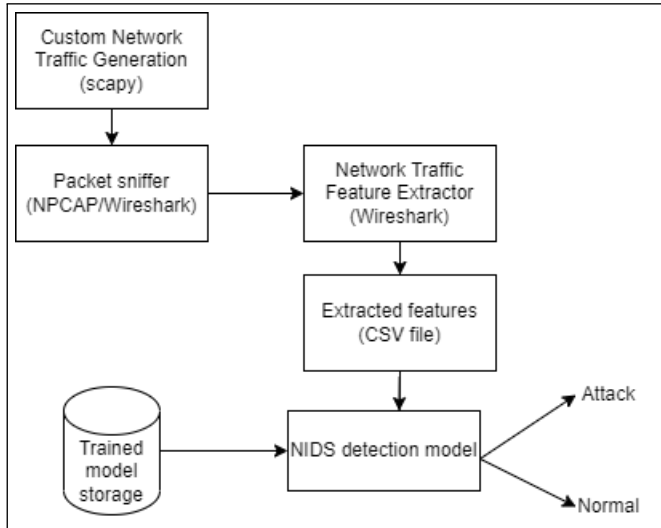 Custom Network
Traffic Generation
(scapy)
Packet sniffer
(NPCAP/Wireshark)
Network Traffic
Feature Extractor
(Wireshark)
Extracted features
(CSV file)
Trained
model
storage
NIDS detection model
Attack
Normal